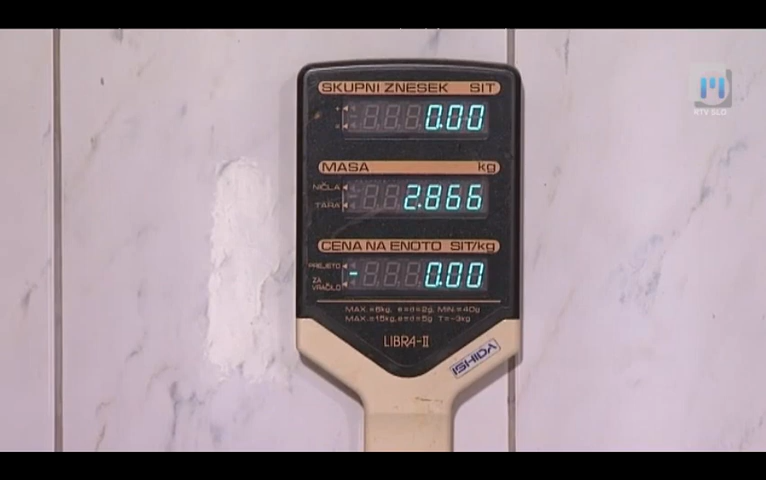 SKUPNI ZNESEK SIT
0.00
MASA kg
NIČLA
2.866
TARA
CENA NA ENOTO SIT/kg
PREJETO
-0.00
ZA
VRAČILO
MAX.=6kg, e=d=2g, MIN.=40g
MAX.=15kg, e=d=5g T=-3kg
LIBRA-II
ISHIDA
RTV SLO